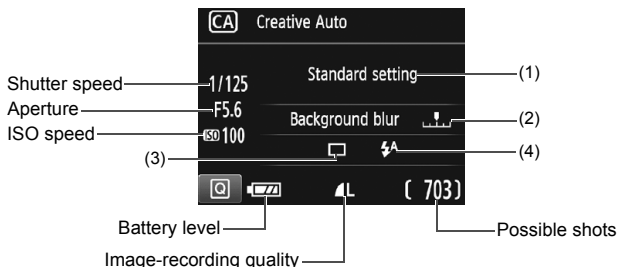 CA Creative Auto
Shutter speed 1/125 Standard setting (1)
Aperture F5.6 Background blur (2)
ISO speed ISO 100
(3) A (4)
Q L ( 703)
Battery level Possible shots
Image-recording quality